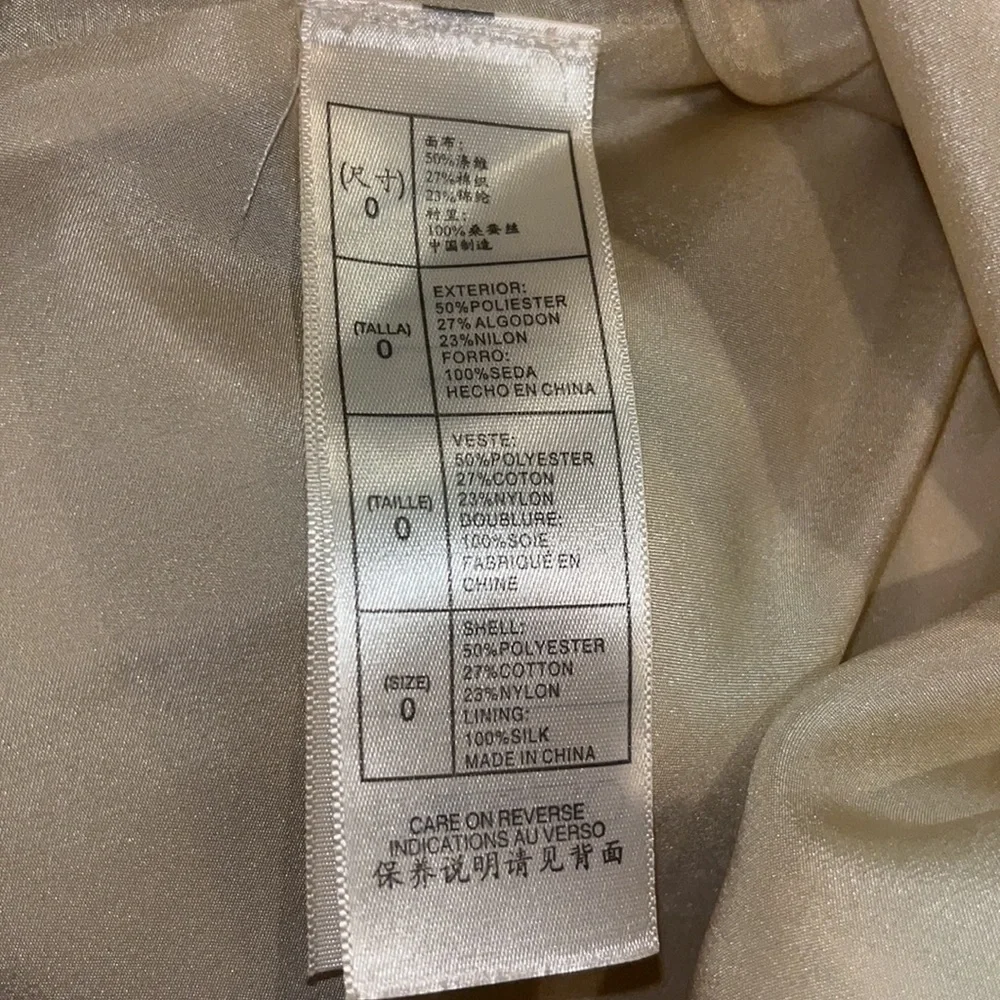 (尺寸)
0
面布:
50%涤维
27%棉织
23%锦纶
衬里:
100%桑蚕丝
中国制造
(TALLA)
0
EXTERIOR:
50%POLIESTER
27%ALGODON
23%NILON
FORRO:
100%SEDA
HECHO EN CHINA
(TAILLE)
0
VESTE:
50%POLYESTER
27%COTON
23%NYLON
DOUBLURE:
100%SOIE
FABRIQUÉ EN
CHINE
(SIZE)
0
SHELL:
50%POLYESTER
27%COTTON
23%NYLON
LINING:
100%SILK
MADE IN CHINA
CARE ON REVERSE
INDICATIONS AU VERSO
保养说明请见背面